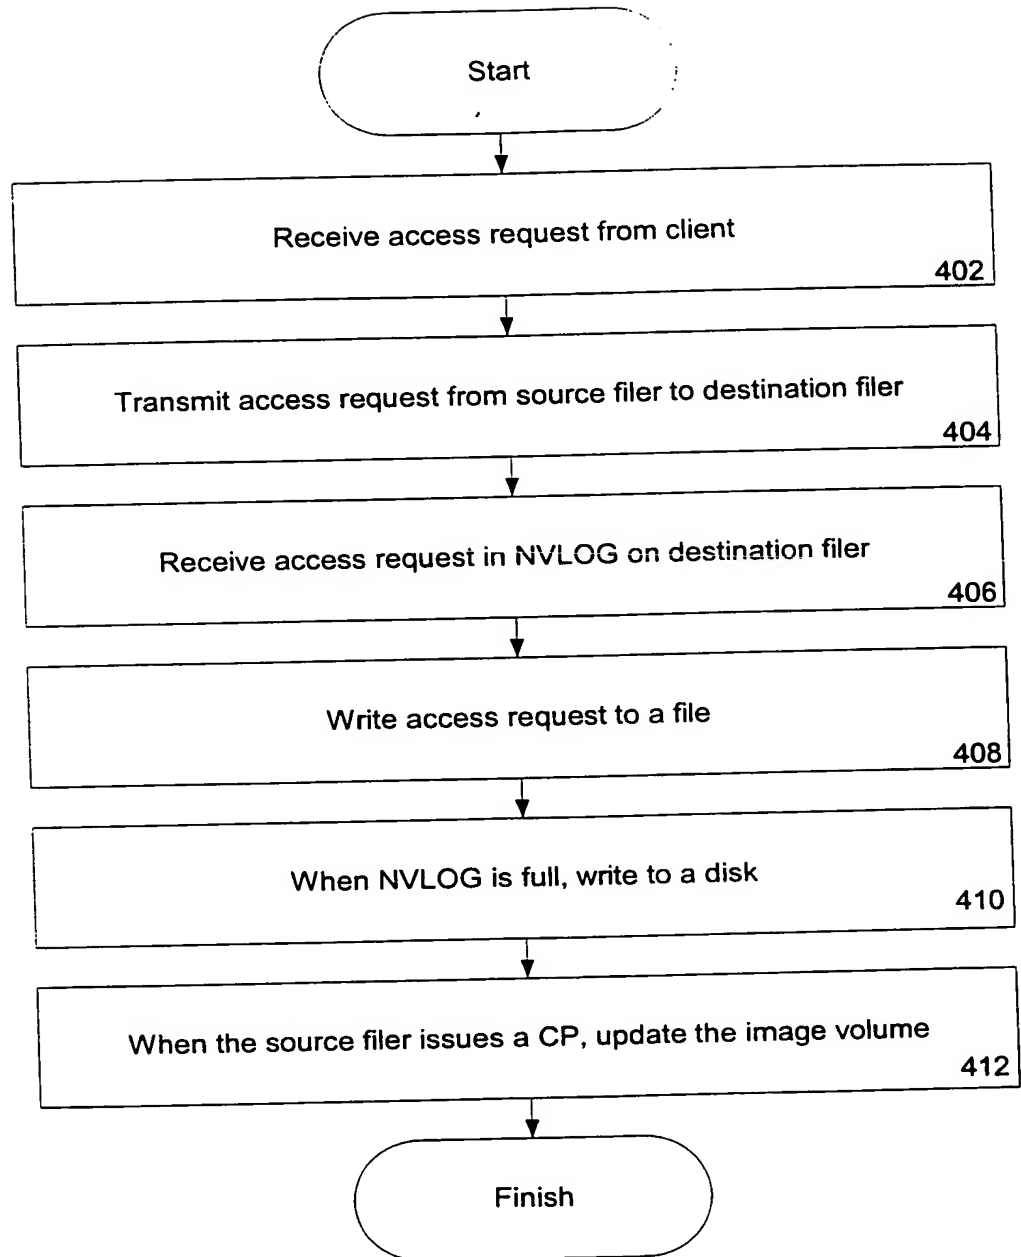 Start
Receive access request from client
402
Transmit access request from source filer to destination filer
404
Receive access request in NVLOG on destination filer
406
Write access request to a file
408
When NVLOG is full, write to a disk
410
When the source filer issues a CP, update the image volume
412
Finish